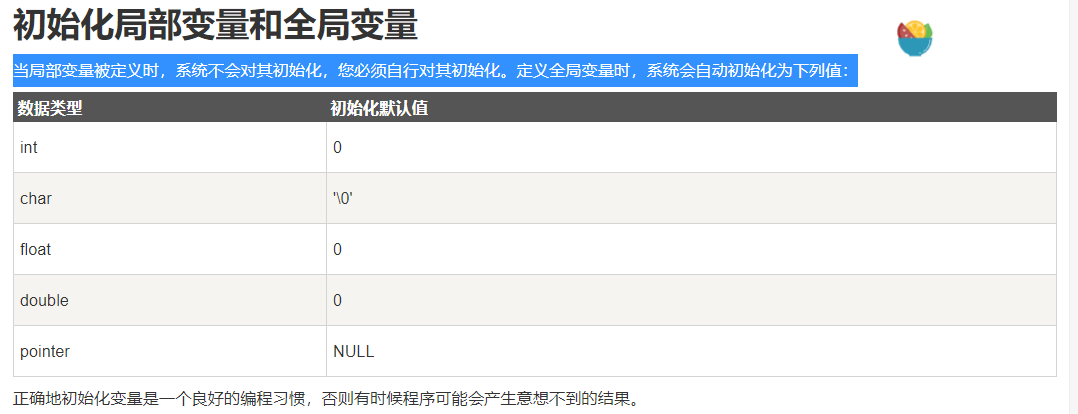 初始化局部变量和全局变量
当局部变量被定义时，系统不会对其初始化，您必须自行对其初始化。定义全局变量时，系统会自动初始化为下列值：
数据类型 初始化默认值
int 0
char '\0'
float 0
double 0
pointer NULL
正确地初始化变量是一个良好的编程习惯，否则有时候程序可能会产生意想不到的结果。